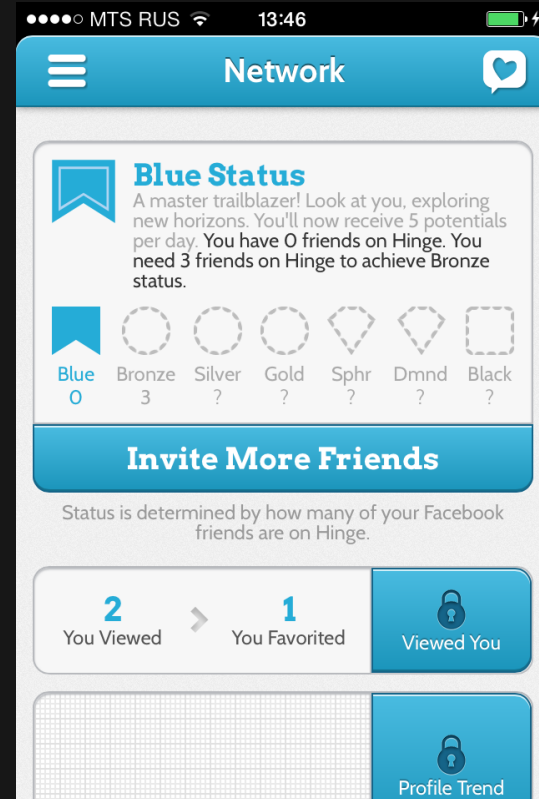 MTS RUS 13:46
Network
Blue Status
A master trailblazer! Look at you, exploring
new horizons. You'll now receive 5 potentials
per day. You have 0 friends on Hinge. You
need 3 friends on Hinge to achieve Bronze
status.
Blue Bronze Silver Gold Sphr Dmnd Black
0 3 ? ? ? ? ?
Invite More Friends
Status is determined by how many of your Facebook
friends are on Hinge.
2 1
You Viewed You Favorited Viewed You
Profile Trend